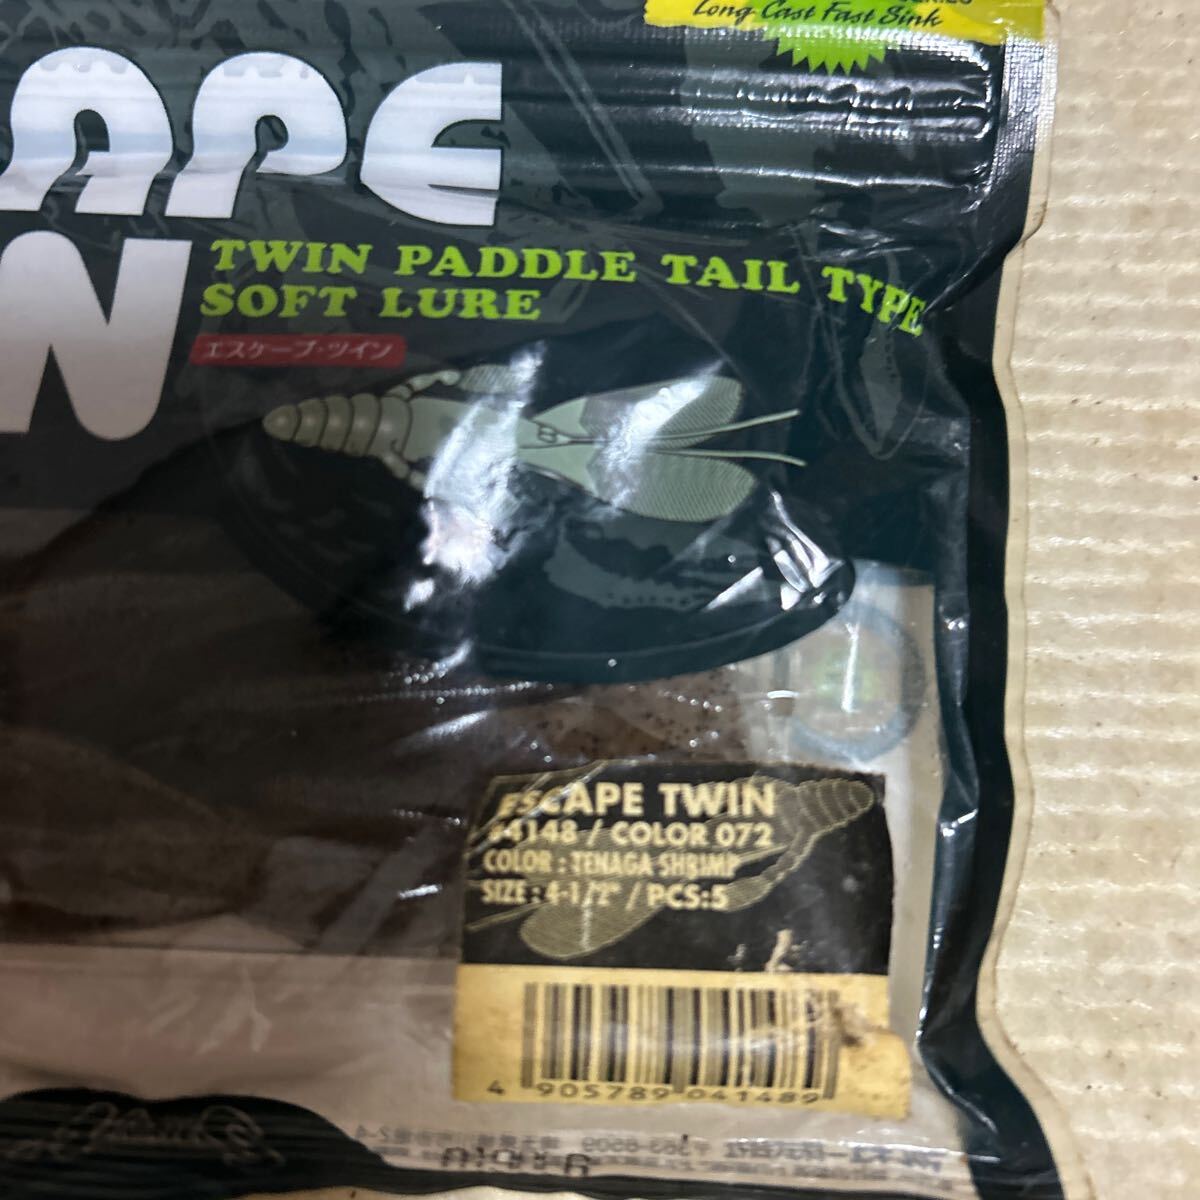 Long Cast Fast Sink
APE
N
TWIN PADDLE TAIL TYPE
SOFT LURE
エスケープ・ツイン
ESCAPE TWIN
#4148 / COLOR 072
COLOR : TENAGA SHRIMP
SIZE : 4-1/2" / PCS:5
4 905789 041489